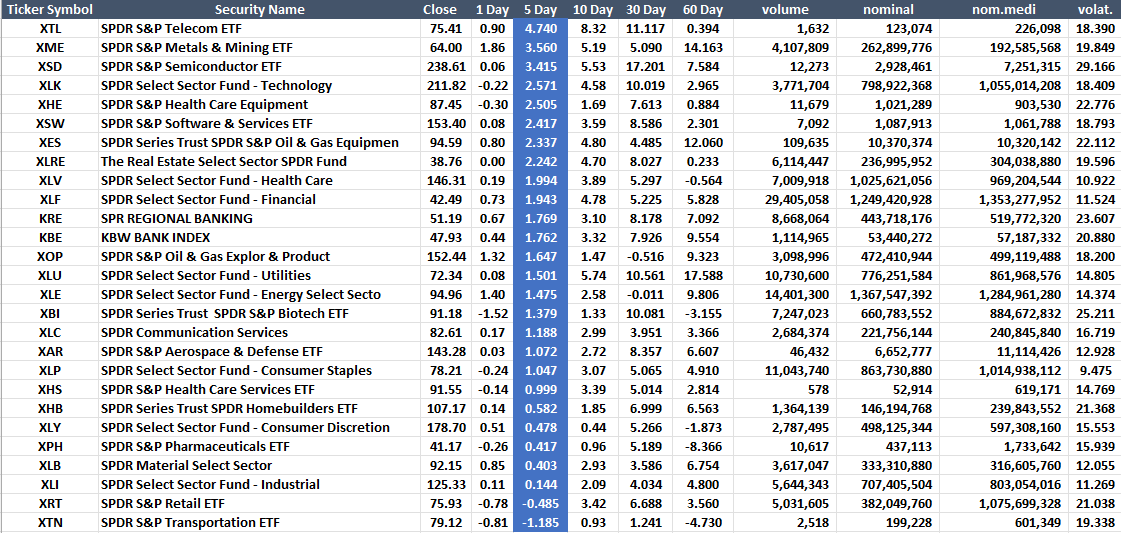 Ticker Symbol Security Name Close 1 Day 5 Day 10 Day 30 Day 60 Day volume nominal nom.medi volat.
XTL SPDR S&P Telecom ETF 75.41 0.90 4.740 8.32 11.117 0.394 1,632 123,074 226,098 18.390
XME SPDR S&P Metals & Mining ETF 64.00 1.86 3.560 5.19 5.090 14.163 4,107,809 262,899,776 192,585,568 19.849
XSD SPDR S&P Semiconductor ETF 238.61 0.06 3.415 5.53 17.201 7.584 12,273 2,928,461 7,251,315 29.166
XLK SPDR Select Sector Fund - Technology 211.82 -0.22 2.571 4.58 10.019 2.965 3,771,704 798,922,368 1,055,014,208 18.409
XHE SPDR S&P Health Care Equipment 87.45 -0.30 2.505 1.69 7.613 0.884 11,679 1,021,289 903,530 22.776
XSW SPDR S&P Software & Services ETF 153.40 0.08 2.417 3.59 8.586 2.301 7,092 1,087,913 1,061,788 18.793
XES SPDR Series Trust SPDR S&P Oil & Gas Equipmen 94.59 0.80 2.337 4.80 4.485 12.060 109,635 10,370,374 10,320,142 22.112
XLRE The Real Estate Select Sector SPDR Fund 38.76 0.00 2.242 4.70 8.027 0.233 6,114,447 236,995,952 304,038,880 19.596
XLV SPDR Select Sector Fund - Health Care 146.31 0.19 1.994 3.89 5.297 -0.564 7,009,918 1,025,621,056 969,204,544 10.922
XLF SPDR Select Sector Fund - Financial 42.49 0.73 1.943 4.78 5.225 5.828 29,405,058 1,249,420,928 1,353,277,952 11.524
KRE SPR REGIONAL BANKING 51.19 0.67 1.769 3.10 8.178 7.092 8,668,064 443,718,176 519,772,320 23.607
KBE KBW BANK INDEX 47.93 0.44 1.762 3.32 7.926 9.554 1,114,965 53,440,272 57,187,332 20.880
XOP SPDR S&P Oil & Gas Explor & Product 152.44 1.32 1.647 1.47 -0.516 9.323 3,098,996 472,410,944 499,119,488 18.200
XLU SPDR Select Sector Fund - Utilities 72.34 0.08 1.501 5.74 10.561 17.588 10,730,600 776,251,584 861,968,576 14.805
XLE SPDR Select Sector Fund - Energy Select Secto 94.96 1.40 1.475 2.58 -0.011 9.806 14,401,300 1,367,547,392 1,284,961,280 14.374
XBI SPDR Series Trust SPDR S&P Biotech ETF 91.18 -1.52 1.379 1.33 10.081 -3.155 7,247,023 660,783,552 884,672,832 25.211
XLC SPDR Communication Services 82.61 0.17 1.188 2.99 3.951 3.366 2,684,374 221,756,144 240,845,840 16.719
XAR SPDR S&P Aerospace & Defense ETF 143.28 0.03 1.072 2.72 8.357 6.607 46,432 6,652,777 11,114,426 12.928
XLP SPDR Select Sector Fund - Consumer Staples 78.21 -0.24 1.047 3.07 5.065 4.910 11,043,740 863,730,880 1,014,938,112 9.475
XHS SPDR S&P Health Care Services ETF 91.55 -0.14 0.999 3.39 5.014 2.814 578 52,914 619,171 14.769
XHB SPDR Series Trust SPDR Homebuilders ETF 107.17 0.14 0.582 1.85 6.999 6.563 1,364,139 146,194,768 239,843,552 21.368
XLY SPDR Select Sector Fund - Consumer Discretion 178.70 0.51 0.478 0.44 5.266 -1.873 2,787,495 498,125,344 597,308,160 15.553
XPH SPDR S&P Pharmaceuticals ETF 41.17 -0.26 0.417 0.96 5.189 -8.366 10,617 437,113 1,733,642 15.939
XLB SPDR Material Select Sector 92.15 0.85 0.403 2.93 3.586 6.754 3,617,047 333,310,880 316,605,760 12.055
XLI SPDR Select Sector Fund - Industrial 125.33 0.11 0.144 2.09 4.034 4.800 5,644,343 707,405,504 803,054,016 11.269
XRT SPDR S&P Retail ETF 75.93 -0.78 -0.485 3.42 6.688 3.560 5,031,605 382,049,760 1,075,699,328 21.038
XTN SPDR S&P Transportation ETF 79.12 -0.81 -1.185 0.93 1.241 -4.730 2,518 199,228 601,349 19.338